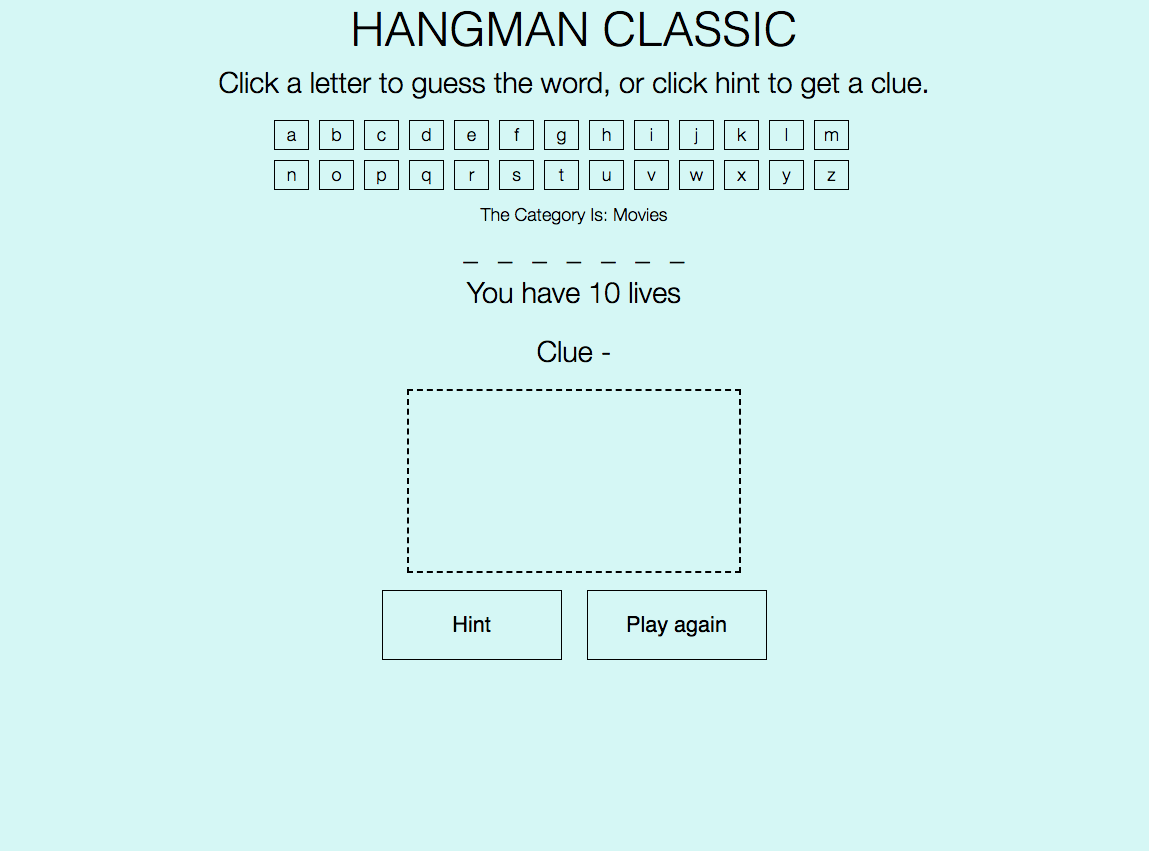 HANGMAN CLASSIC
Click a letter to guess the word, or click hint to get a clue.
a b c d e f g h i j k l m
n o p q r s t u v w x y z
The Category Is: Movies
_ _ _ _ _ _ _
You have 10 lives
Clue -
Hint Play again